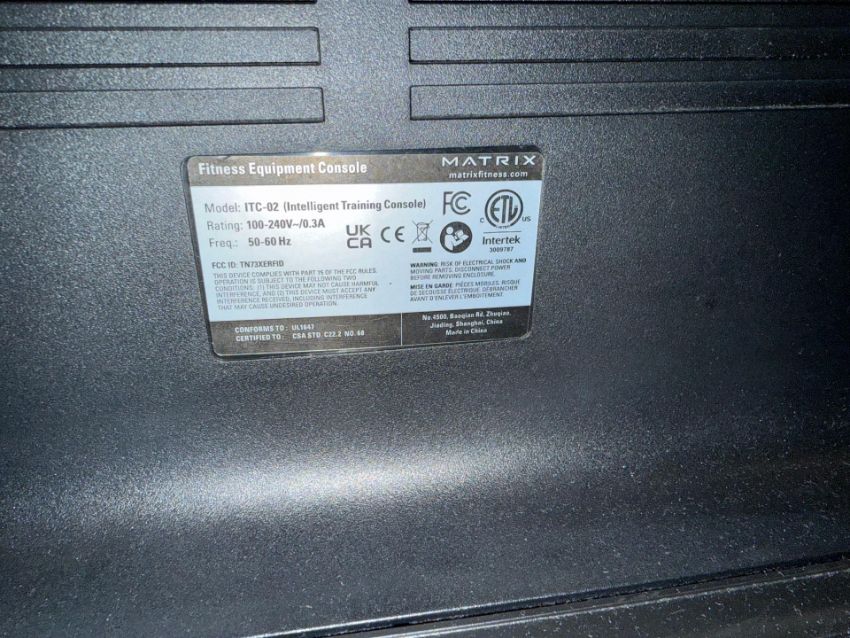 Fitness Equipment Console
MATRIX
matrixfitness.com
Model: ITC-02 (Intelligent Training Console)
Rating: 100-240V~/0.3A
Freq.: 50-60 Hz
FCC ID: TN73XERFID
THIS DEVICE COMPLIES WITH PART 15 OF THE FCC RULES.
OPERATION IS SUBJECT TO THE FOLLOWING TWO
CONDITIONS: (1) THIS DEVICE MAY NOT CAUSE HARMFUL
INTERFERENCE, AND (2) THIS DEVICE MUST ACCEPT ANY
INTERFERENCE RECEIVED, INCLUDING INTERFERENCE
THAT MAY CAUSE UNDESIRED OPERATION.
UK
CA
CE
FC
C ETL US
Intertek
3009787
WARNING: RISK OF ELECTRICAL SHOCK AND
MOVING PARTS. DISCONNECT POWER
BEFORE REMOVING ENCLOSURE.
MISE EN GARDE: PIÈCES MOBILES. RISQUE
DE SECOUSSE ÉLECTRIQUE. DÉBRANCHER
AVANT D'ENLEVER L'EMBOITEMENT.
CONFORMS TO: UL1647
CERTIFIED TO: CSA STD. C22.2 NO. 68
No.4500, Baoqian Rd, Zhuqiao,
Jiading, Shanghai, China
Made in China